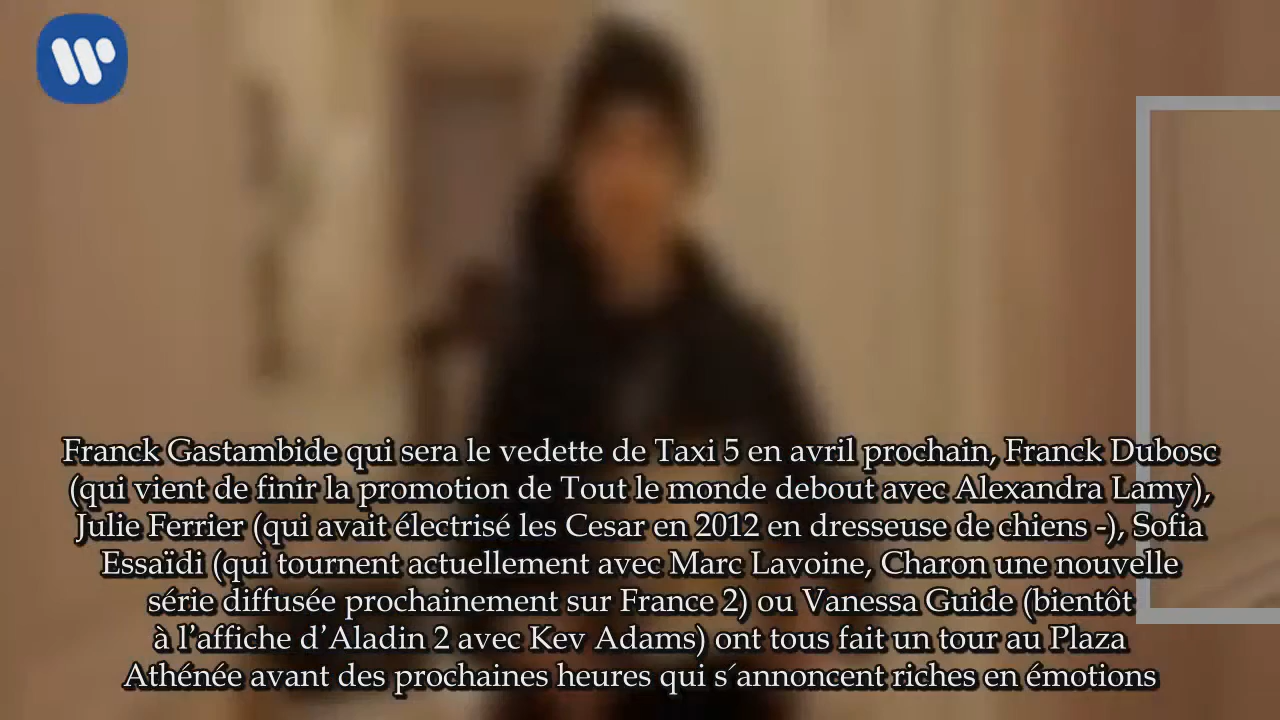 Franck Gastambide qui sera le vedette de Taxi 5 en avril prochain, Franck Dubosc
(qui vient de finir la promotion de Tout le monde debout avec Alexandra Lamy),
Julie Ferrier (qui avait électrisé les Cesar en 2012 en dresseuse de chiens -), Sofia
Essaïdi (qui tournent actuellement avec Marc Lavoine, Charon une nouvelle
série diffusée prochainement sur France 2) ou Vanessa Guide (bientôt
à l’affiche d’Aladin 2 avec Kev Adams) ont tous fait un tour au Plaza
Athénée avant des prochaines heures qui s´annoncent riches en émotions